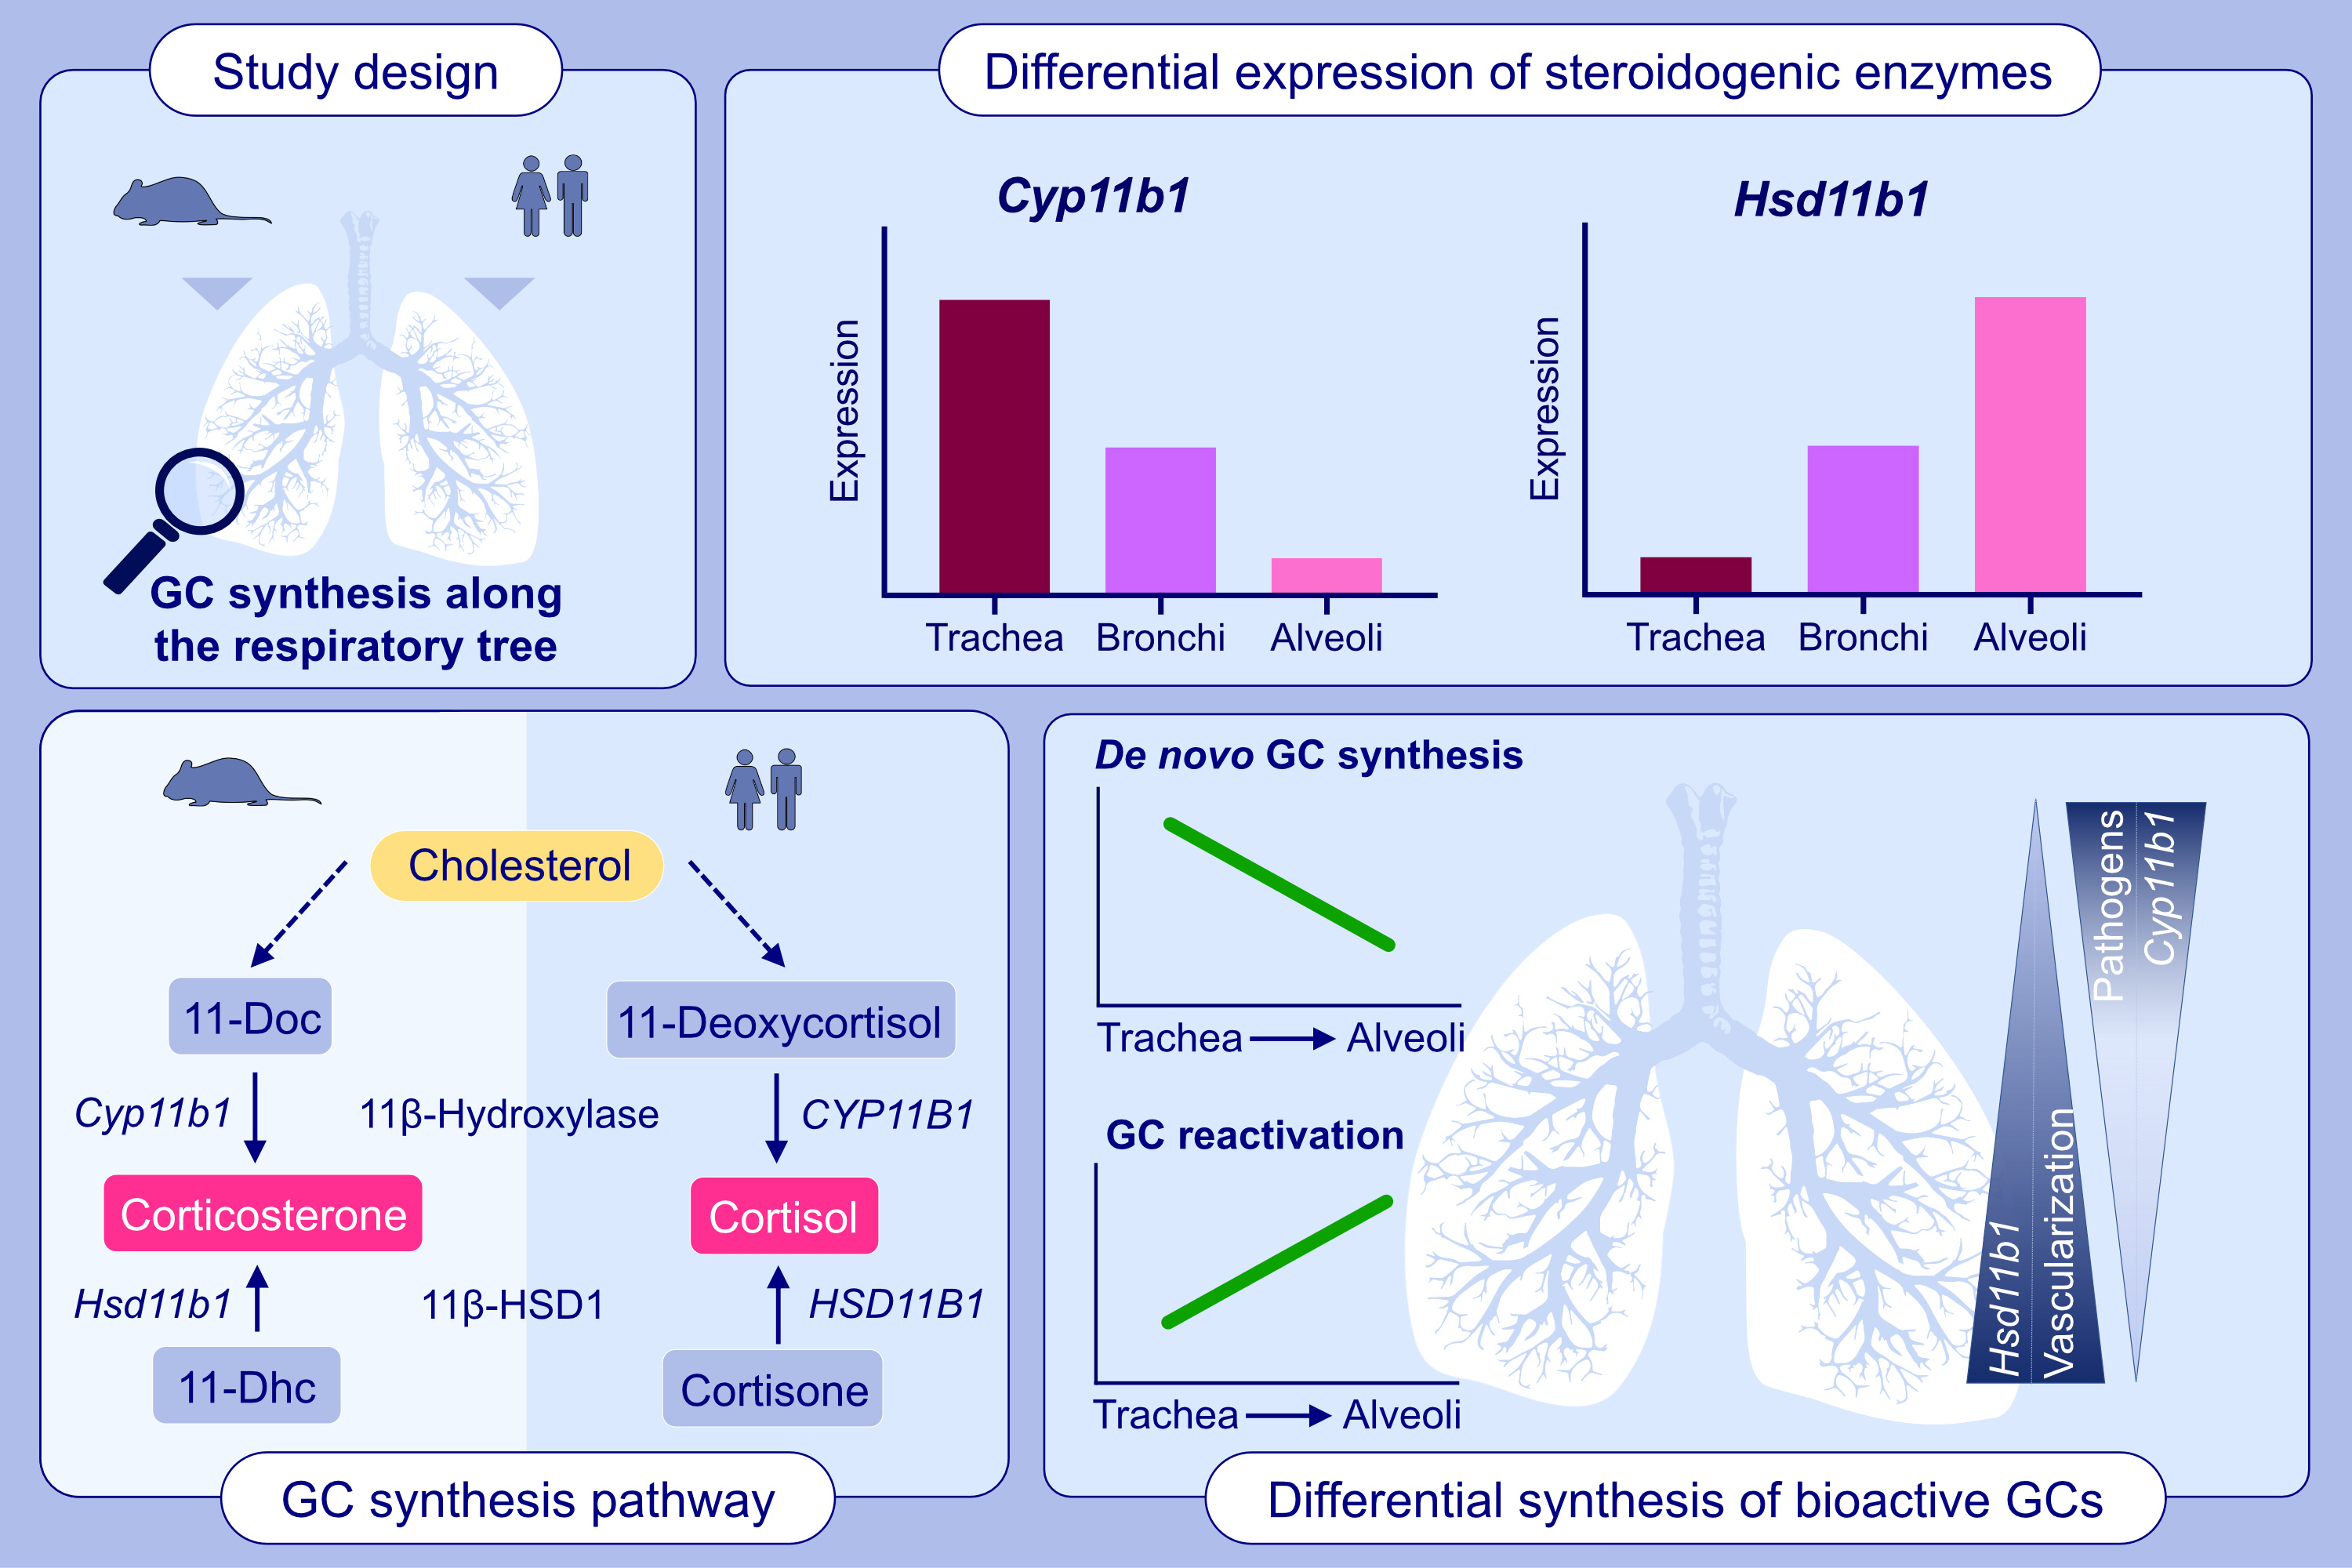 Study design
GC synthesis along
the respiratory tree
Differential expression of steroidogenic enzymes
Cyp11b1
Expression
Trachea
Bronchi
Alveoli
Hsd11b1
Expression
Trachea
Bronchi
Alveoli
Cholesterol
11-Doc
11-Deoxycortisol
Cyp11b1
11β-Hydroxylase
CYP11B1
Corticosterone
Cortisol
Hsd11b1
11β-HSD1
HSD11B1
11-Dhc
Cortisone
GC synthesis pathway
De novo GC synthesis
Trachea
Alveoli
GC reactivation
Trachea
Alveoli
Hsd11b1
Vascularization
Pathogens
Cyp11b1
Differential synthesis of bioactive GCs